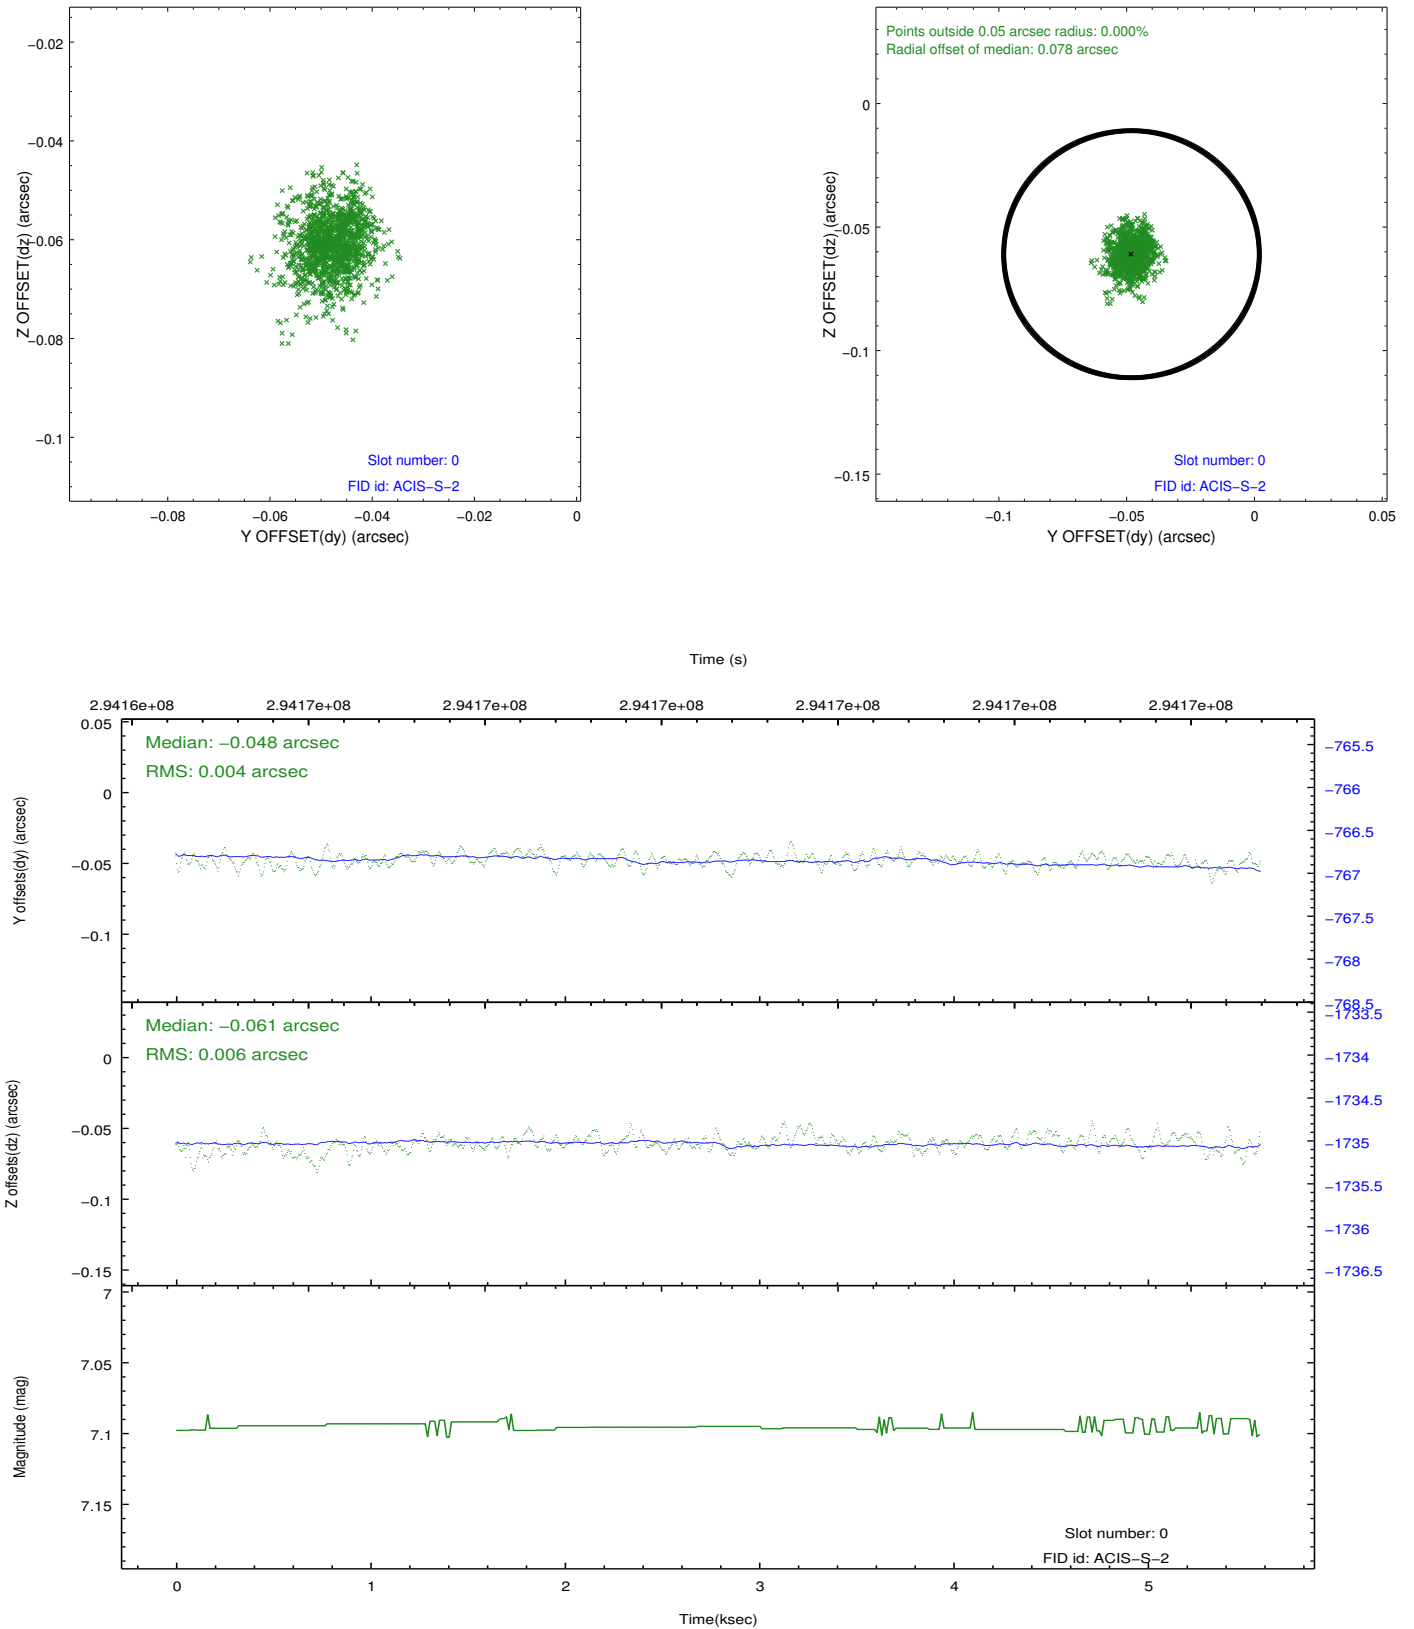 −0.02
−0.04
−0.06
−0.08
−0.1
Z OFFSET(dz) (arcsec)
Slot number: 0
FID id: ACIS−S−2
−0.08
−0.06
−0.04
−0.02
0
Y OFFSET(dy) (arcsec)
Points outside 0.05 arcsec radius: 0.000%
Radial offset of median: 0.078 arcsec
0
−0.05
−0.1
−0.15
Z OFFSET(dz) (arcsec)
Slot number: 0
FID id: ACIS−S−2
−0.1
−0.05
0
0.05
Y OFFSET(dy) (arcsec)
Time (s)
2.9416e+08
2.9417e+08
2.9417e+08
2.9417e+08
2.9417e+08
2.9417e+08
2.9417e+08
Median: −0.048 arcsec
RMS: 0.004 arcsec
0.05
0
−0.05
−0.1
Y offsets(dy) (arcsec)
−765.5
−766
−766.5
−767
−767.5
−768
−768.5
Median: −0.061 arcsec
RMS: 0.006 arcsec
0
−0.05
−0.1
−0.15
Z offsets(dz) (arcsec)
−1733.5
−1734
−1734.5
−1735
−1735.5
−1736
−1736.5
7
7.05
7.1
7.15
Magnitude (mag)
Slot number: 0
FID id: ACIS−S−2
0
1
2
3
4
5
Time(ksec)